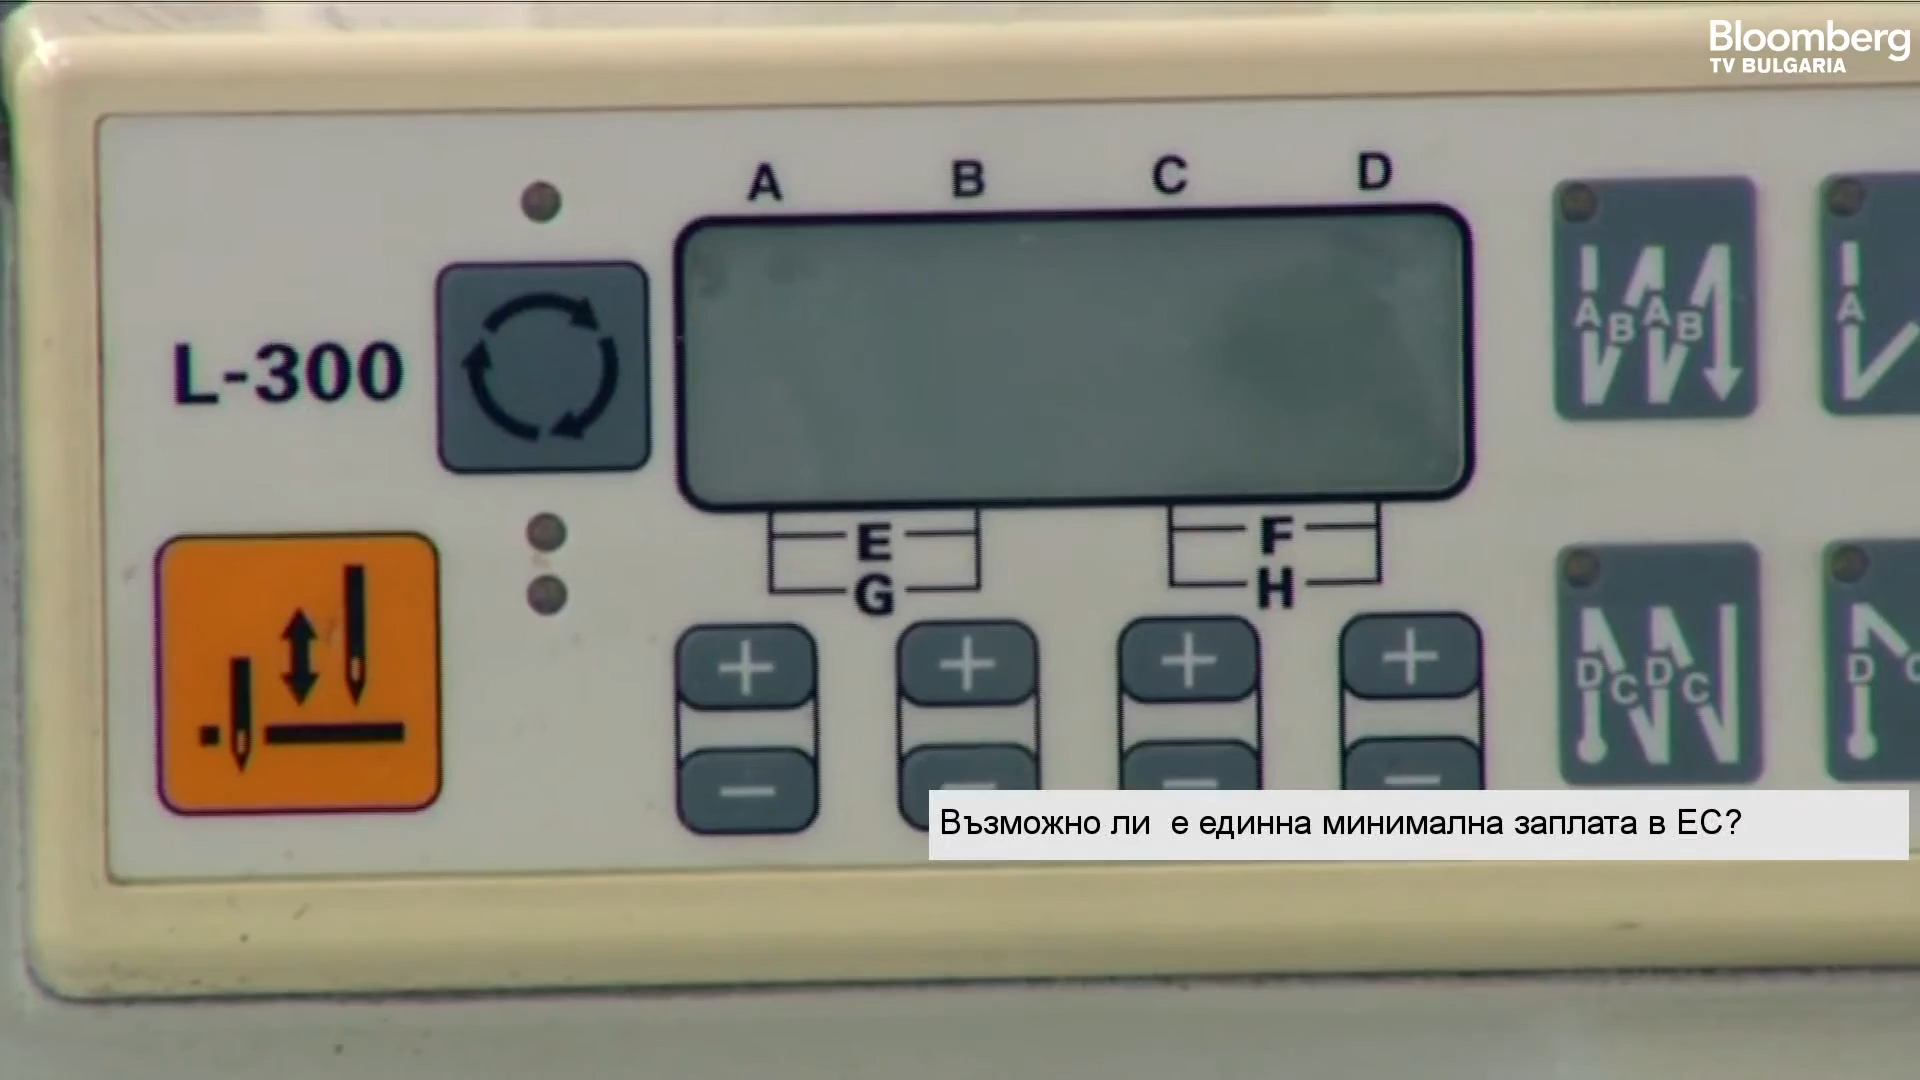 Bloomberg
TV BULGARIA
A B C D
L-300
E F
G H
A B A B
A
D C D C
D C
Възможно ли  е единна минимална заплата в ЕС?